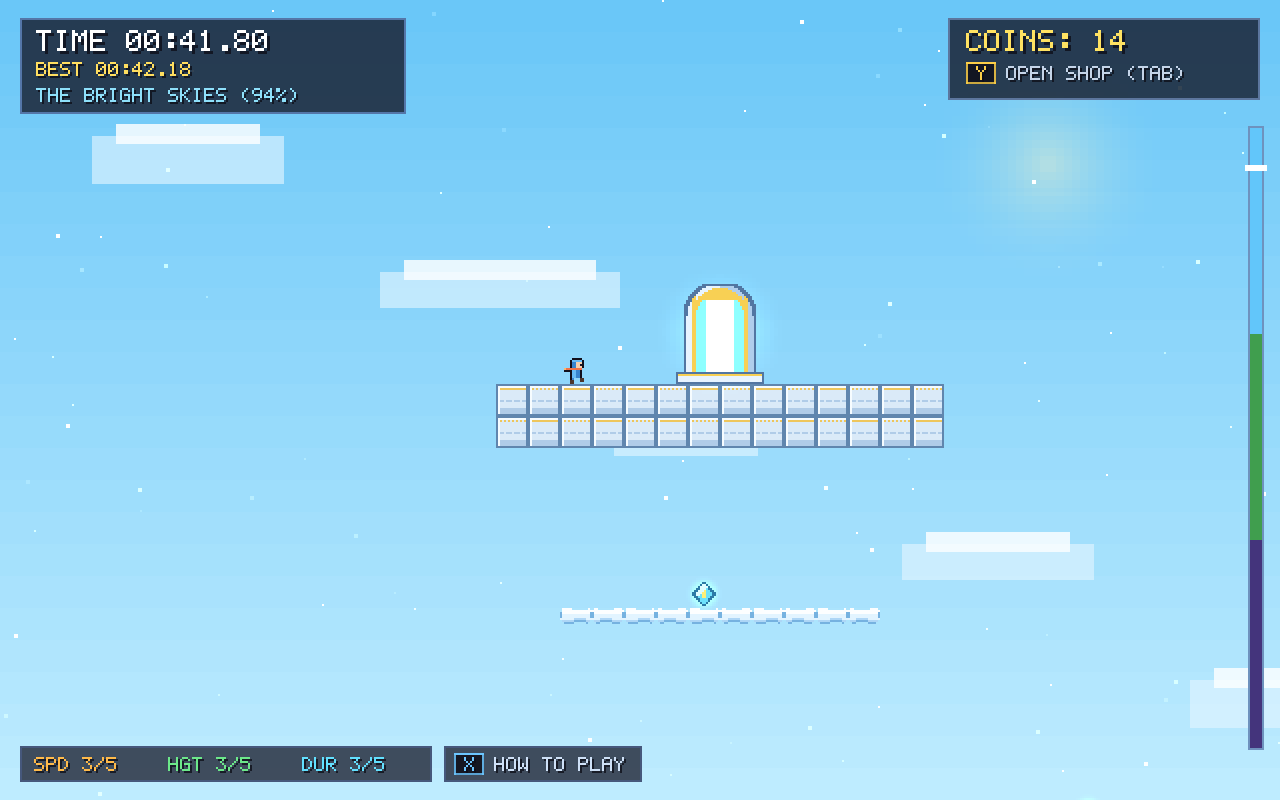 TIME 00:41.80
BEST 00:42.18
THE BRIGHT SKIES (94%)
COINS: 14
Y OPEN SHOP (TAB)
SPD 3/5 HGT 3/5 DUR 3/5
X HOW TO PLAY